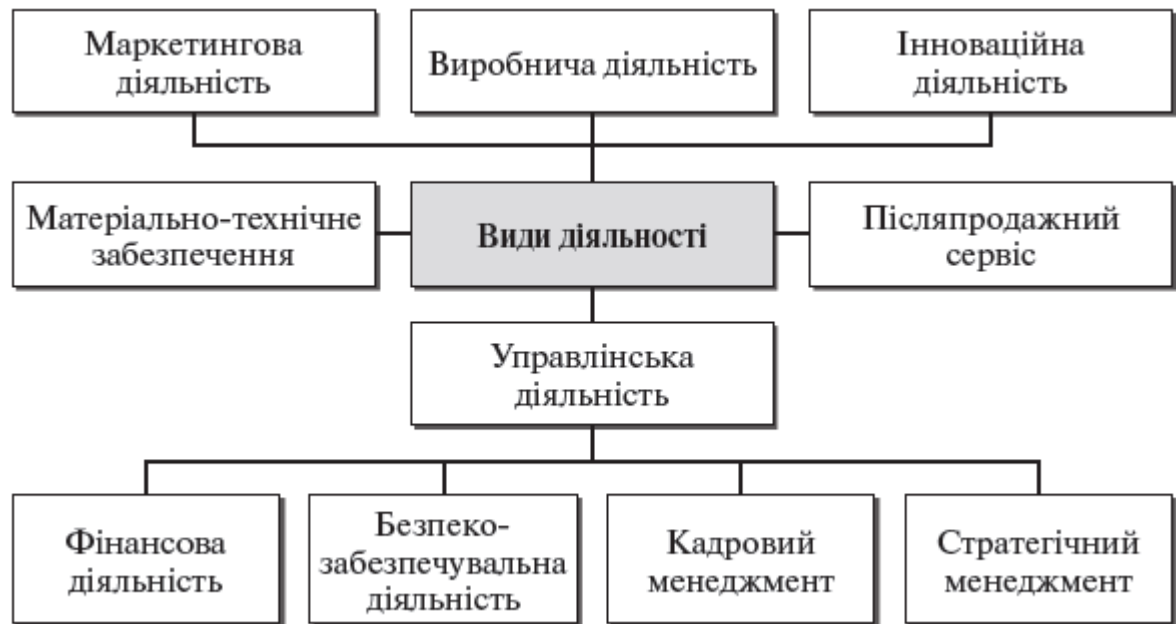 Маркетингова
діяльність
Виробнича діяльність
Інноваційна
діяльність
Матеріально-технічне
забезпечення
Види діяльності
Післяпродажний
сервіс
Управлінська
діяльність
Фінансова
діяльність
Безпеко-
забезпечувальна
діяльність
Кадровий
менеджмент
Стратегічний
менеджмент